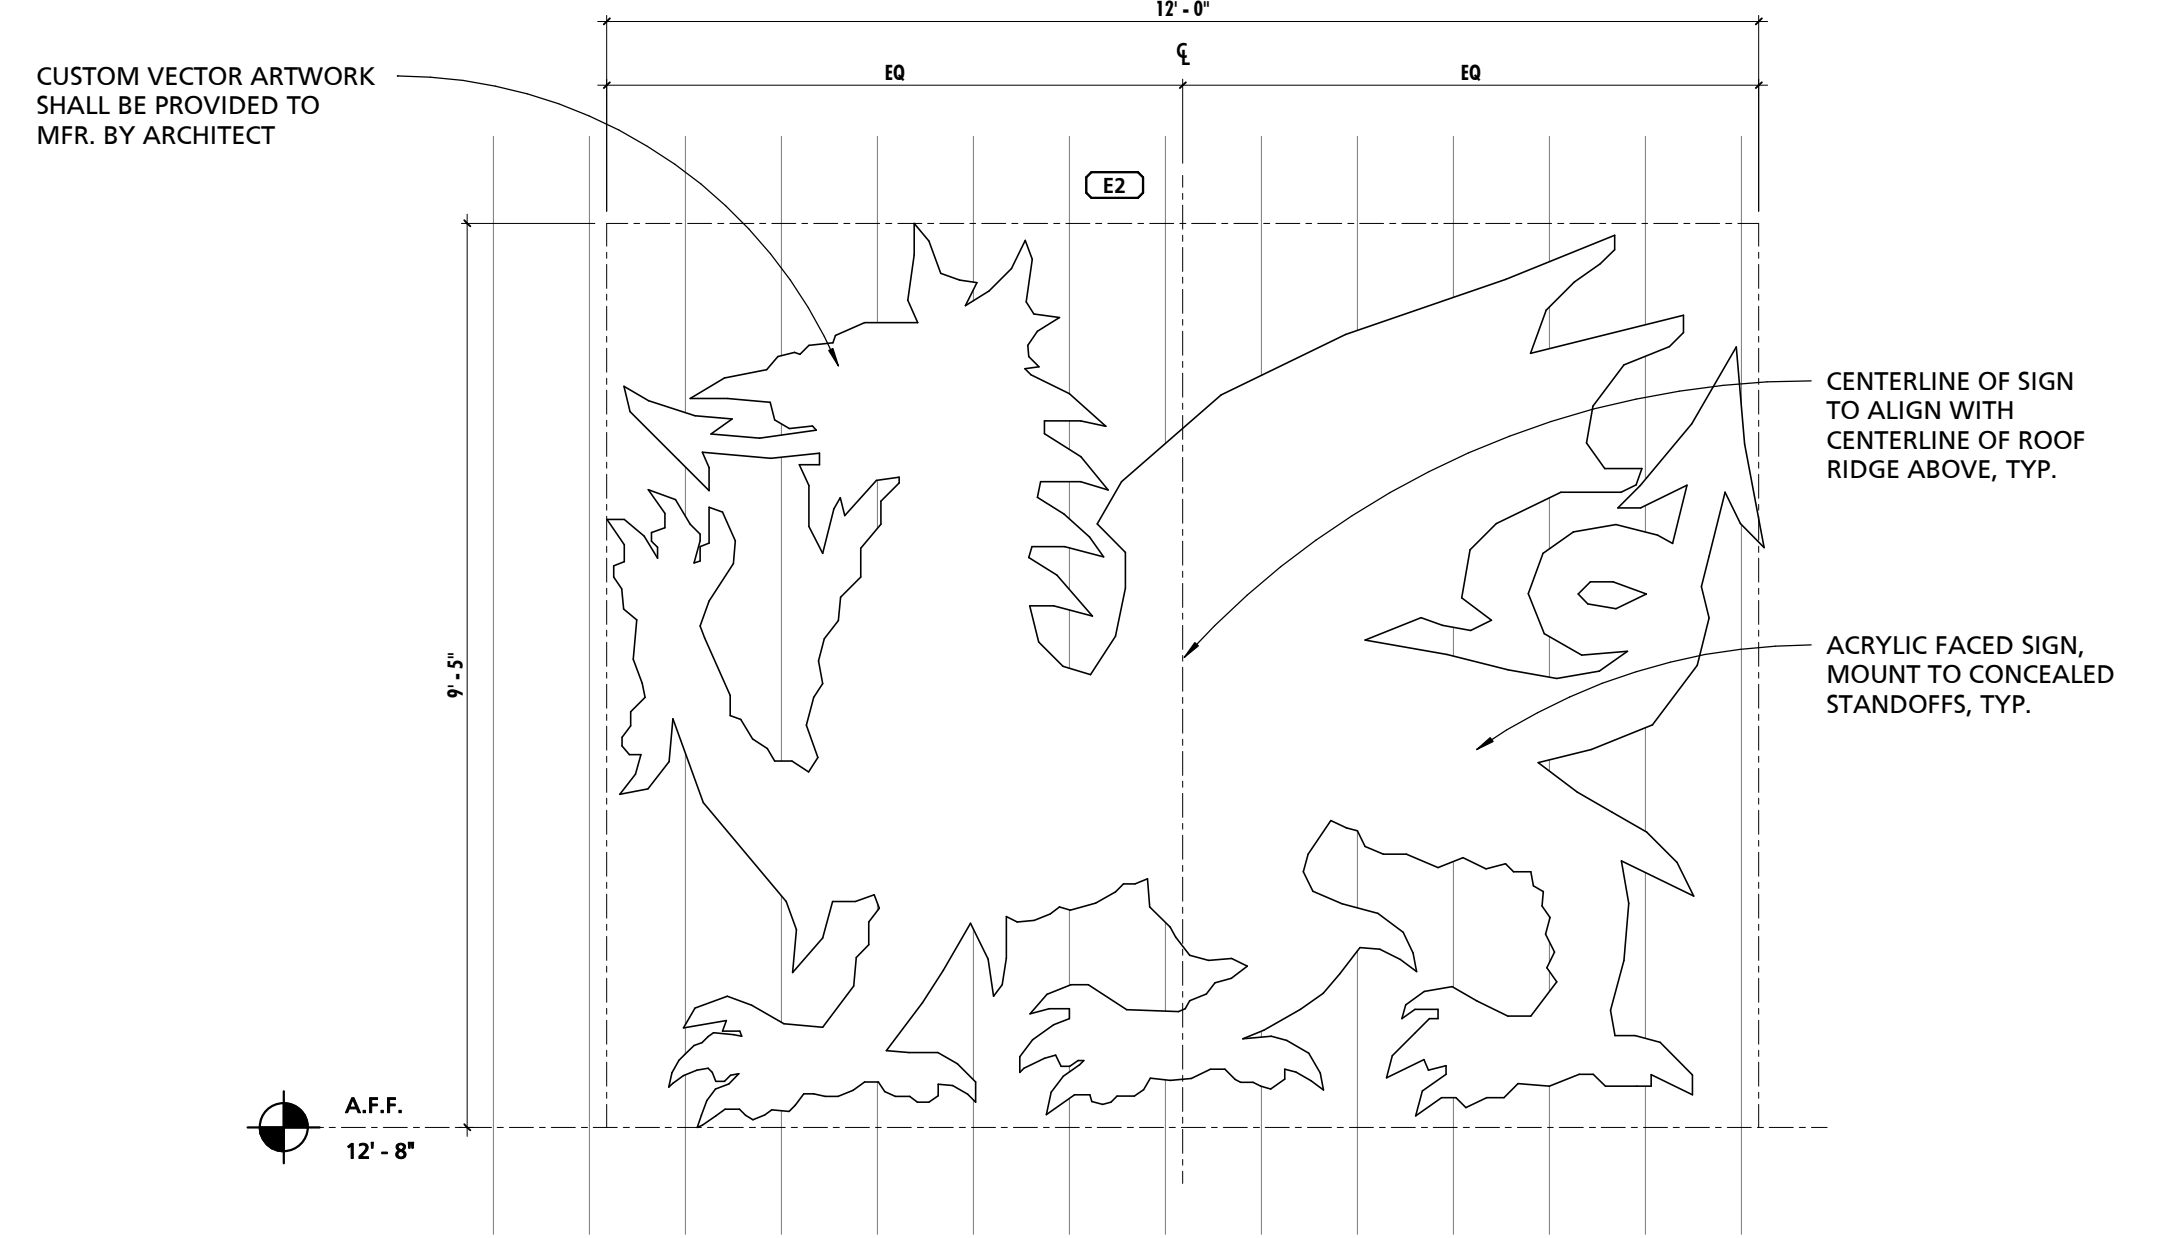 12' - 0"
℄
EQ
EQ
CUSTOM VECTOR ARTWORK
SHALL BE PROVIDED TO
MFR. BY ARCHITECT
E2
CENTERLINE OF SIGN
TO ALIGN WITH
CENTERLINE OF ROOF
RIDGE ABOVE, TYP.
9' - 5"
ACRYLIC FACED SIGN,
MOUNT TO CONCEALED
STANDOFFS, TYP.
A.F.F.
12' - 8"